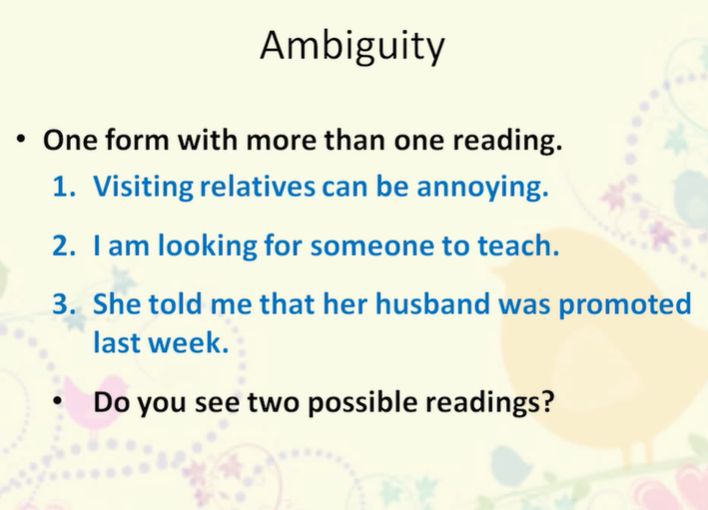 Ambiguity
• One form with more than one reading.
1. Visiting relatives can be annoying.
2. I am looking for someone to teach.
3. She told me that her husband was promoted
last week.
• Do you see two possible readings?